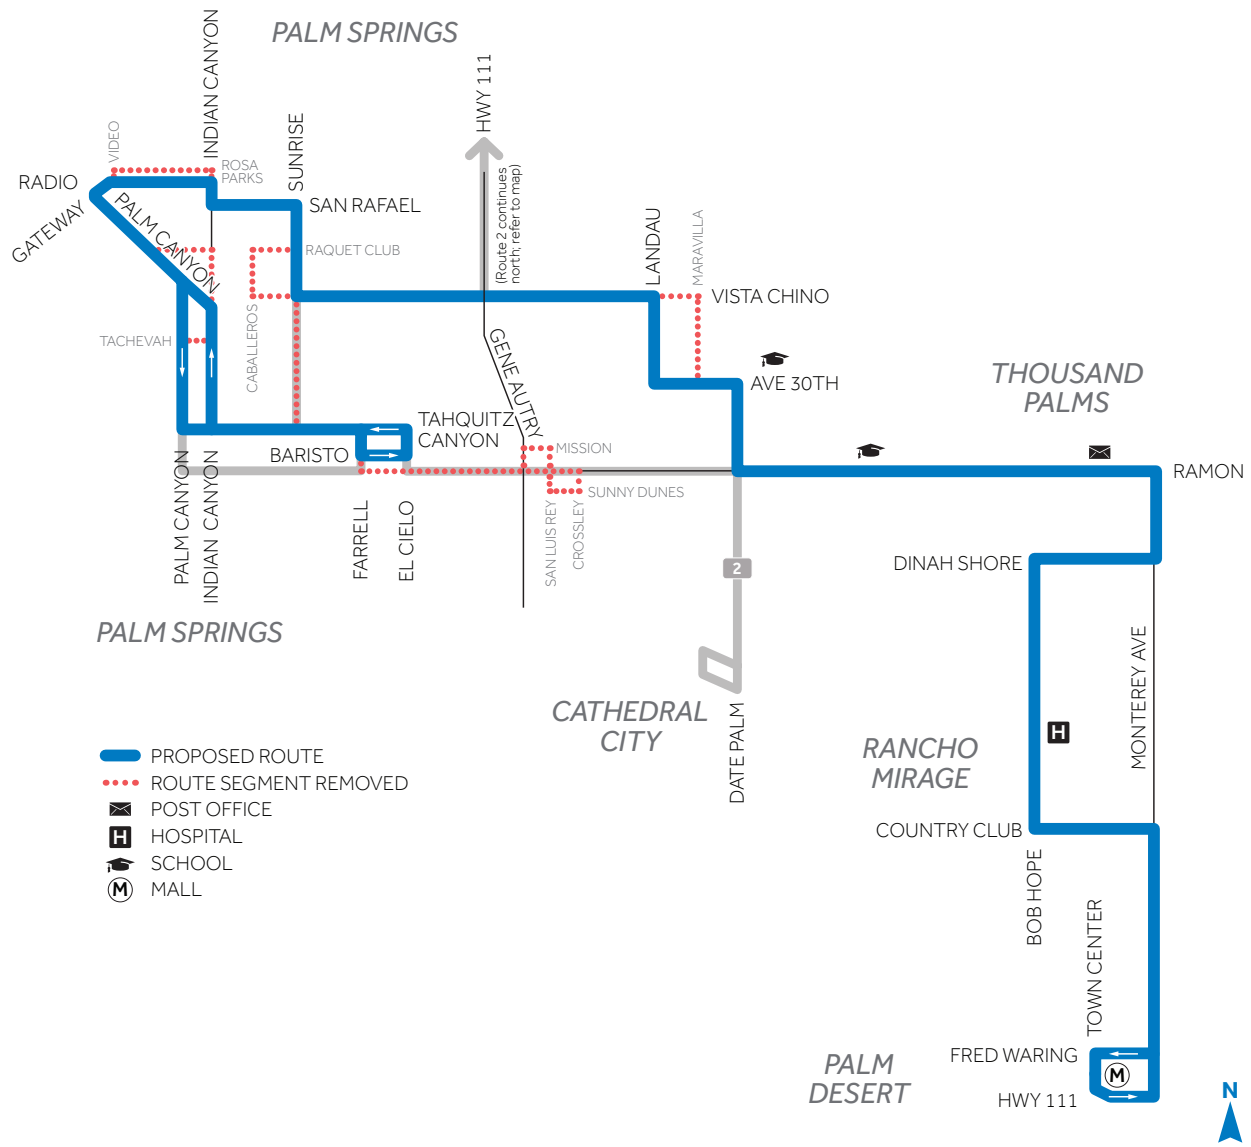 PALM SPRINGS
INDIAN CANYON
HWY 111
SUNRISE
VIDEO
ROSA
PARKS
RADIO
GATEWAY
PALM CANYON
SAN RAFAEL
(Route 2 continues
north; refer to map)
LANDAU
MARAVILLA
RAQUET CLUB
VISTA CHINO
CABALLEROS
TACHEVAH
GENE AUTRY
AVE 30TH
THOUSAND
PALMS
TAHQUITZ
CANYON
BARISTO
MISSION
SUNNY DUNES
RAMON
PALM CANYON
INDIAN CANYON
FARRELL
EL CIELO
SAN LUIS REY
CROSSLEY
2
DINAH SHORE
PALM SPRINGS
MONTEREY AVE
CATHEDRAL
CITY
DATE PALM
RANCHO
MIRAGE
H
PROPOSED ROUTE
ROUTE SEGMENT REMOVED
POST OFFICE
H HOSPITAL
SCHOOL
M MALL
COUNTRY CLUB
BOB HOPE
TOWN CENTER
FRED WARING
PALM
DESERT
M
HWY 111
N